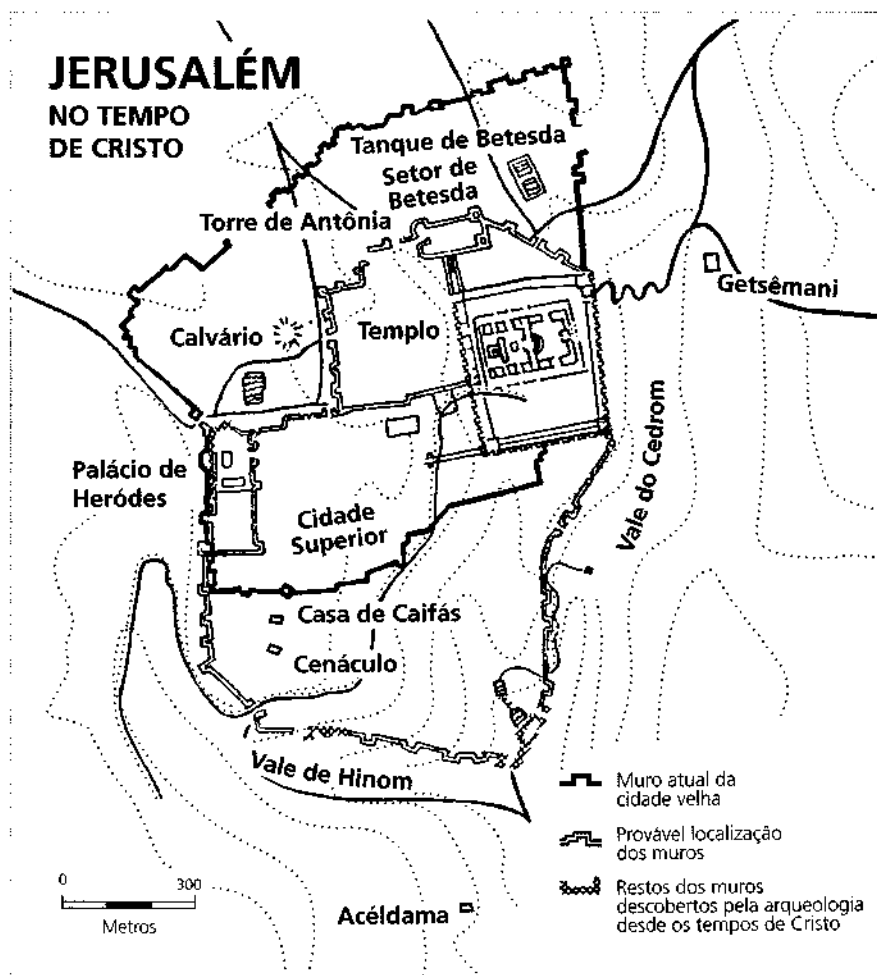 JERUSALÉM
NO TEMPO
DE CRISTO
Tanque de Betesda
Setor de
Betesda
Torre de Antônia
Getsêmani
Calvário
Templo
Palácio de
Heródes
Vale do Cedrom
Cidade
Superior
Casa de Caifás
Cenáculo
Vale de Hinom
Muro atual da
cidade velha
Provável localização
dos muros
Restos dos muros
descobertos pela arqueologia
desde os tempos de Cristo
0 300
Metros
Acéldama